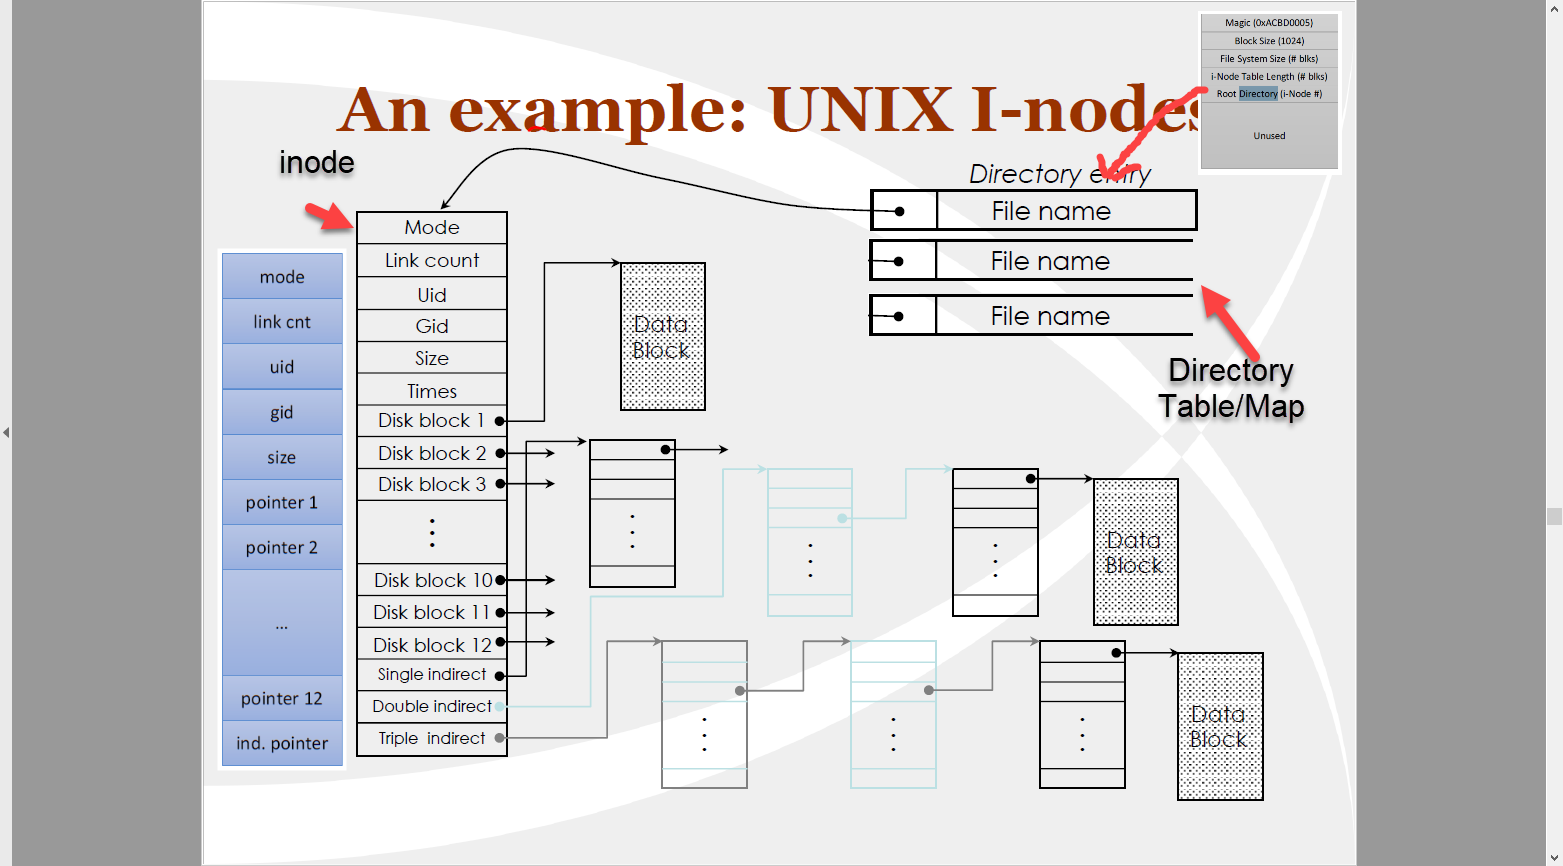 Magic (0xACBD0005)
Block Size (1024)
File System Size (# blks)
i-Node Table Length (# blks)
Root Directory (i-Node #)
Unused
An example: UNIX I-nodes
inode
Directory entry
File name
File name
File name
Directory
Table/Map
mode
link cnt
uid
gid
size
pointer 1
pointer 2
...
pointer 12
ind. pointer
Mode
Link count
Uid
Gid
Size
Times
Disk block 1
Disk block 2
Disk block 3
Disk block 10
Disk block 11
Disk block 12
Single indirect
Double indirect
Triple indirect
Data
Block
Data
Block
Data
Block